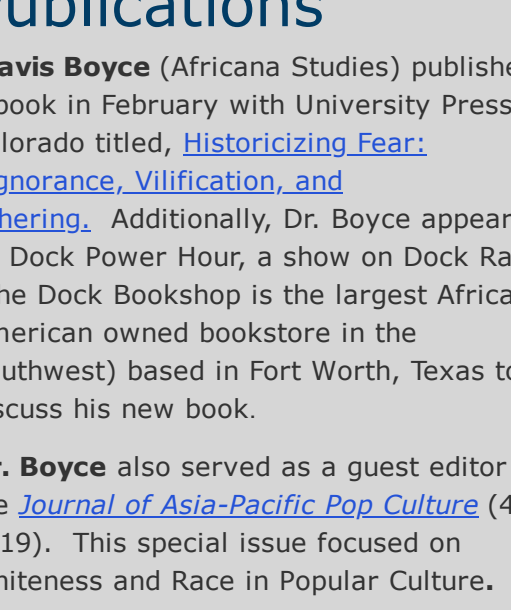 ublications
avis Boyce (Africana Studies) publishe
book in February with University Press
lorado titled, Historicizing Fear:
gnorance, Vilification, and
hering. Additionally, Dr. Boyce appear
Dock Power Hour, a show on Dock Ra
he Dock Bookshop is the largest Africa
merican owned bookstore in the
uthwest) based in Fort Worth, Texas to
scuss his new book.
r. Boyce also served as a guest editor
e Journal of Asia-Pacific Pop Culture (4
19). This special issue focused on
hiteness and Race in Popular Culture.